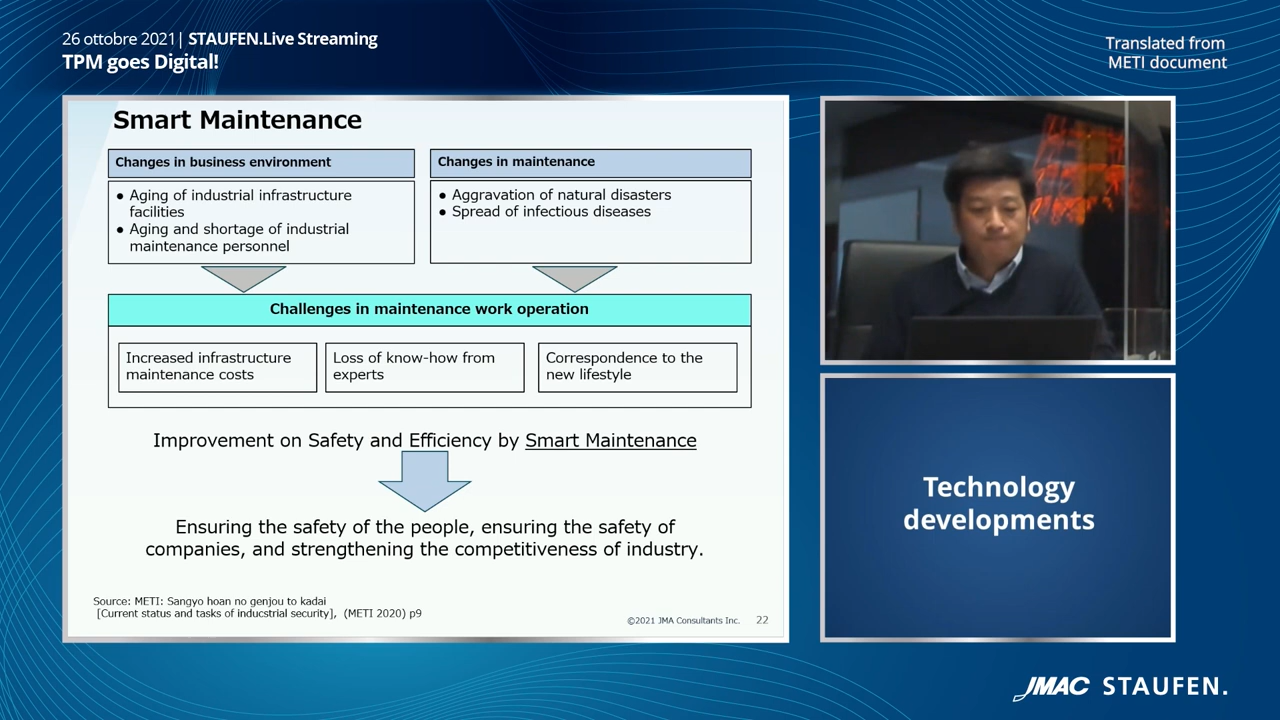 26 ottobre 2021| STAUFEN.Live Streaming
TPM goes Digital!
Translated from
METI document
Smart Maintenance
Changes in business environment
● Aging of industrial infrastructure
facilities
● Aging and shortage of industrial
maintenance personnel
Changes in maintenance
● Aggravation of natural disasters
● Spread of infectious diseases
Challenges in maintenance work operation
Increased infrastructure
maintenance costs
Loss of know-how from
experts
Correspondence to the
new lifestyle
Improvement on Safety and Efficiency by Smart Maintenance
Ensuring the safety of the people, ensuring the safety of
companies, and strengthening the competitiveness of industry.
Source: METI: Sangyo hoan no genjou to kadai
[Current status and tasks of inducstrial security], (METI 2020) p9
©2021 JMA Consultants Inc. 22
Technology
developments
JMAC STAUFEN.